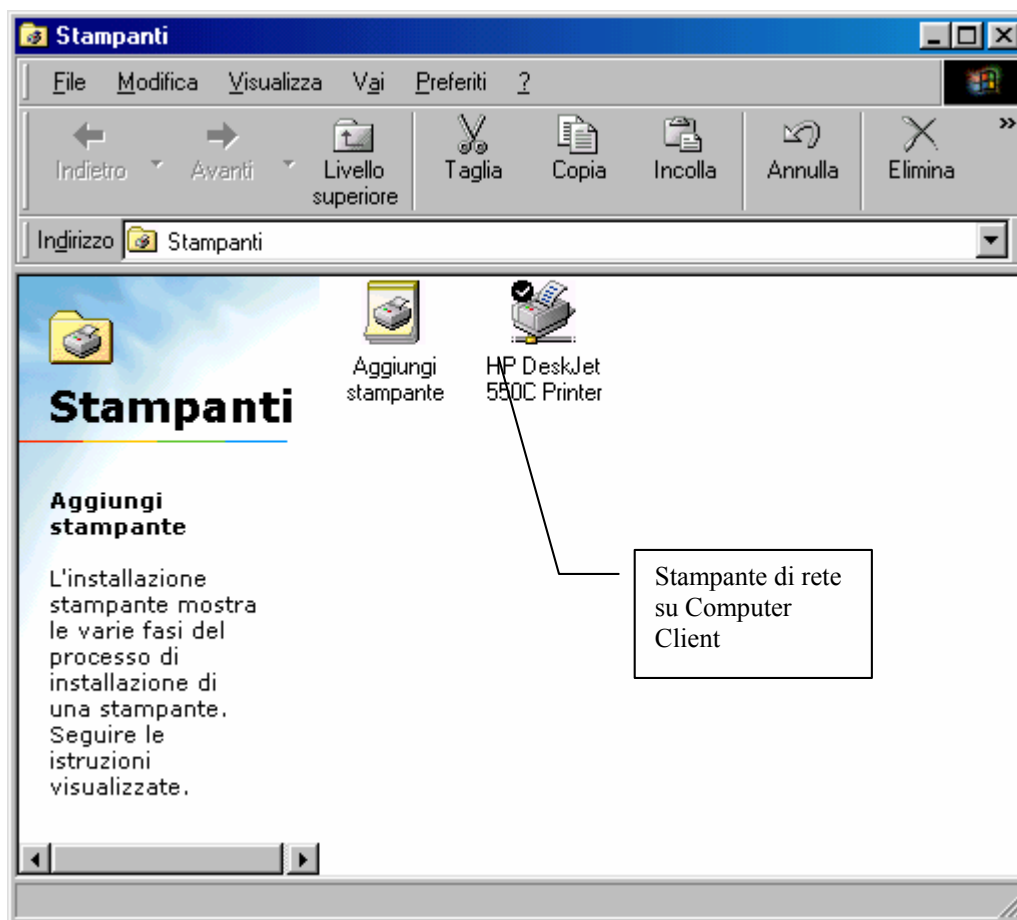 Stampanti
File Modifica Visualizza Vai Preferiti ?
Indietro Avanti Livello superiore Taglia Copia Incolla Annulla Elimina »
Indirizzo Stampanti
Stampanti
Aggiungi
stampante
L'installazione
stampante mostra
le varie fasi del
processo di
installazione di
una stampante.
Seguire le
istruzioni
visualizzate.
Aggiungi
stampante
HP DeskJet
550C Printer
Stampante di rete
su Computer
Client